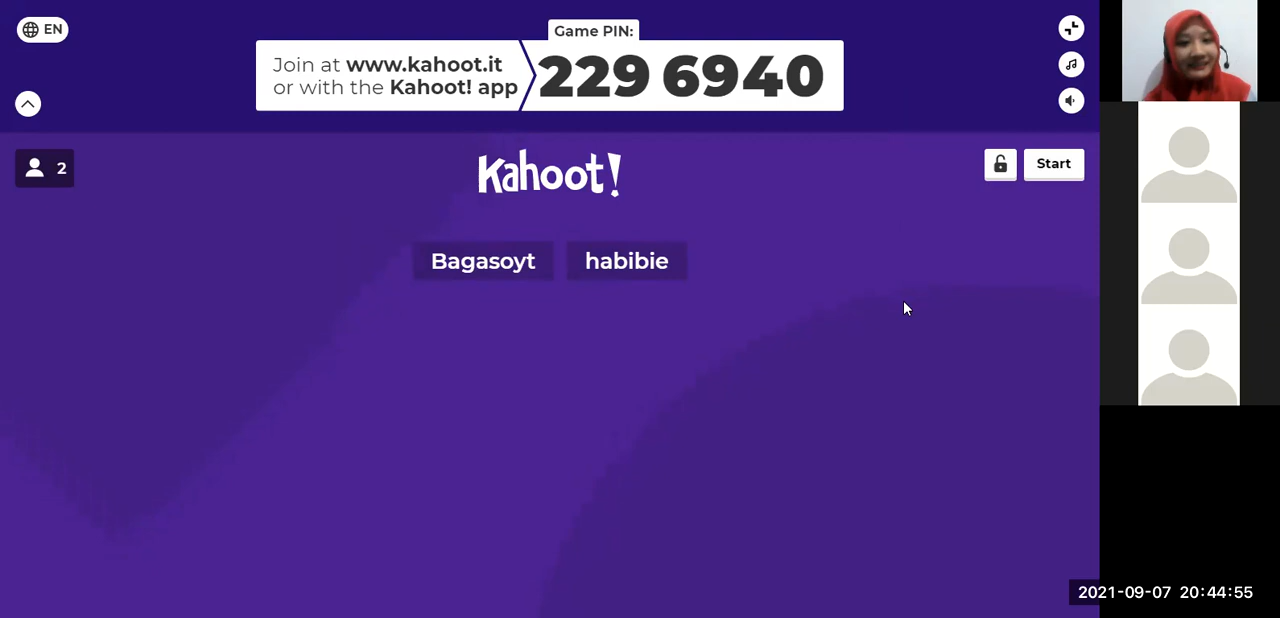 EN
Game PIN:
Join at www.kahoot.it
or with the Kahoot! app
229 6940
2
Kahoot!
Start
Bagasoyt habibie
2021-09-07 20:44:55